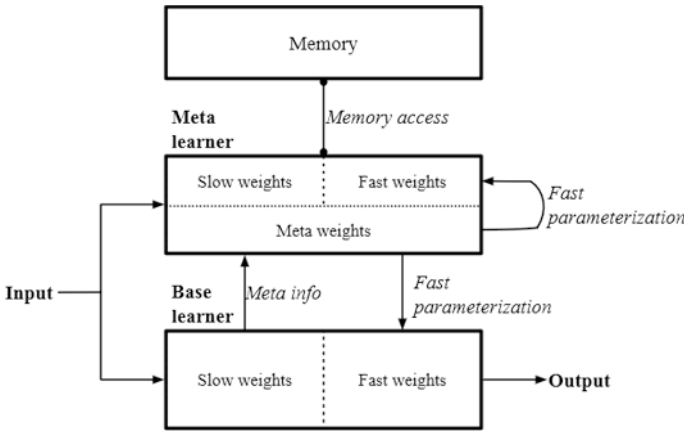 Memory
Meta
learner
Memory access
Slow weights
Fast weights
Fast
parameterization
Meta weights
Input
Base
learner
Meta info
Fast
parameterization
Slow weights
Fast weights
Output